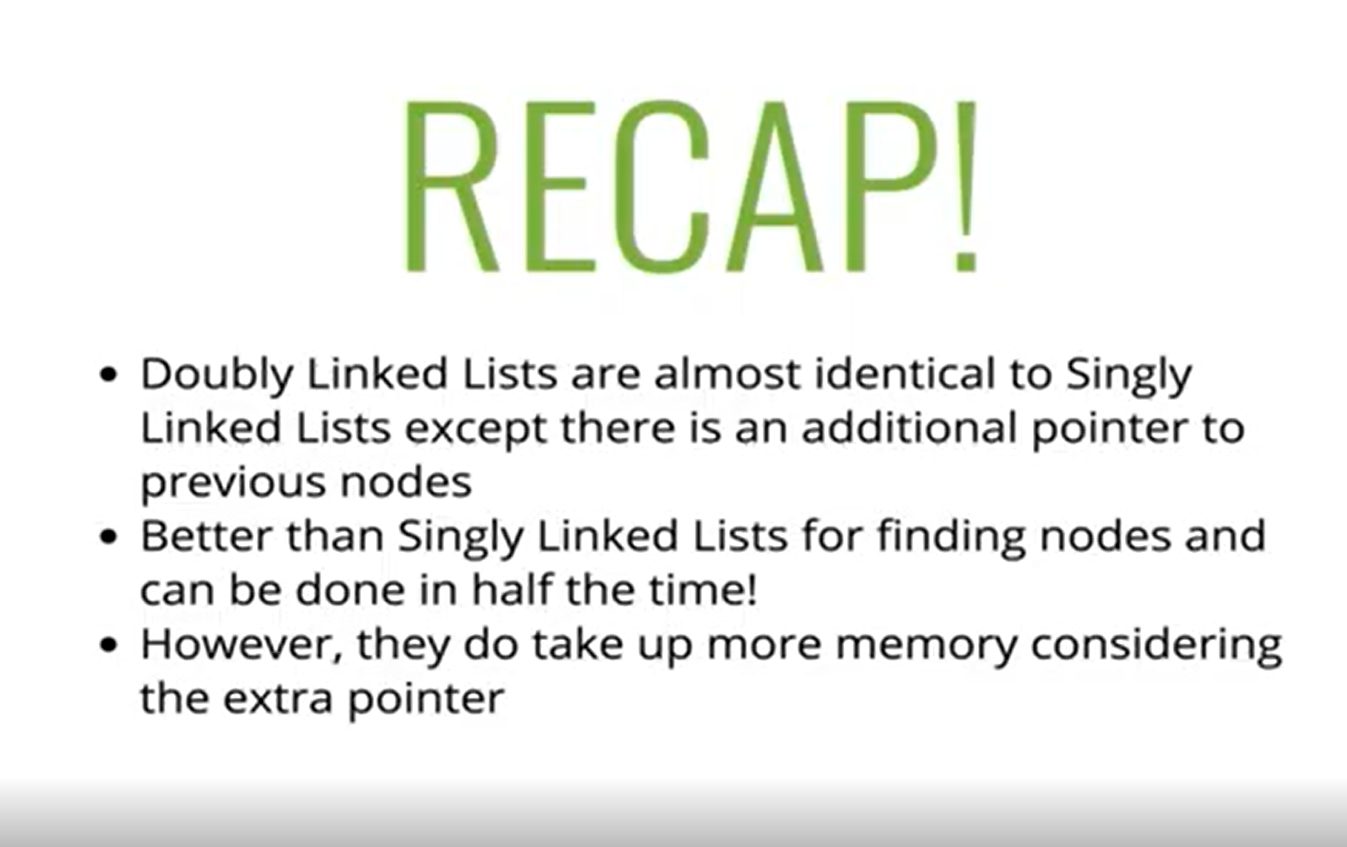 RECAP!
• Doubly Linked Lists are almost identical to Singly
Linked Lists except there is an additional pointer to
previous nodes
• Better than Singly Linked Lists for finding nodes and
can be done in half the time!
• However, they do take up more memory considering
the extra pointer